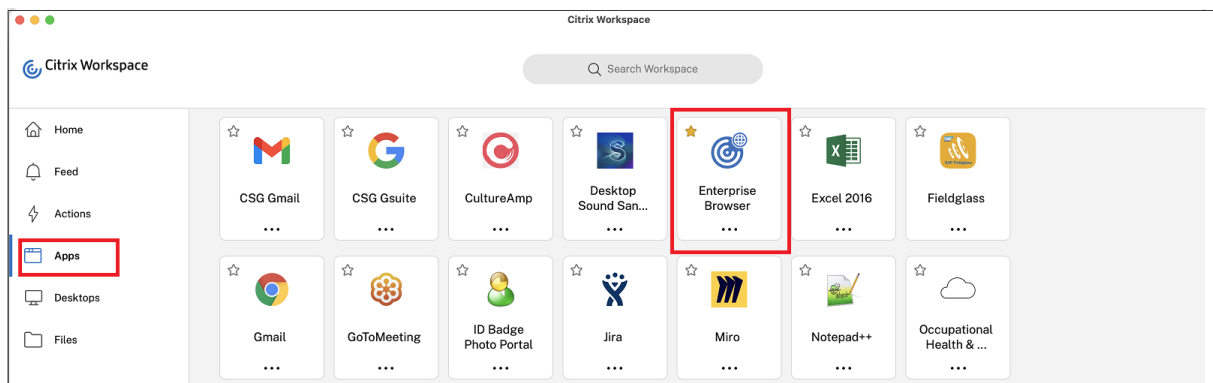 Citrix Workspace
Citrix Workspace
Search Workspace
Home
Feed
Actions
Apps
Desktops
Files
CSG Gmail
CSG Gsuite
CultureAmp
Desktop
Sound San...
Enterprise
Browser
Excel 2016
Fieldglass
Gmail
GoToMeeting
ID Badge
Photo Portal
Jira
Miro
Notepad++
Occupational
Health & ...